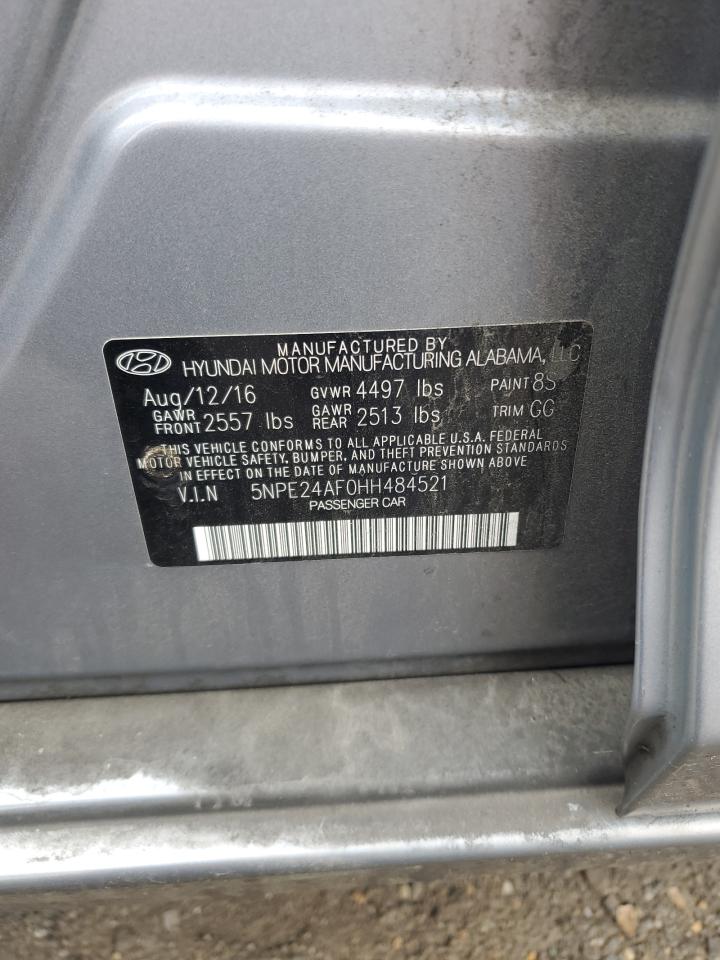 MANUFACTURED BY
HYUNDAI MOTOR MANUFACTURING ALABAMA, LLC
Aug/12/16 GVWR 4497 lbs PAINT 8S
GAWR FRONT 2557 lbs GAWR REAR 2513 lbs TRIM GG
THIS VEHICLE CONFORMS TO ALL APPLICABLE U.S.A. FEDERAL
MOTOR VEHICLE SAFETY, BUMPER, AND THEFT PREVENTION STANDARDS
IN EFFECT ON THE DATE OF MANUFACTURE SHOWN ABOVE
V.I.N 5NPE24AF0HH484521
PASSENGER CAR